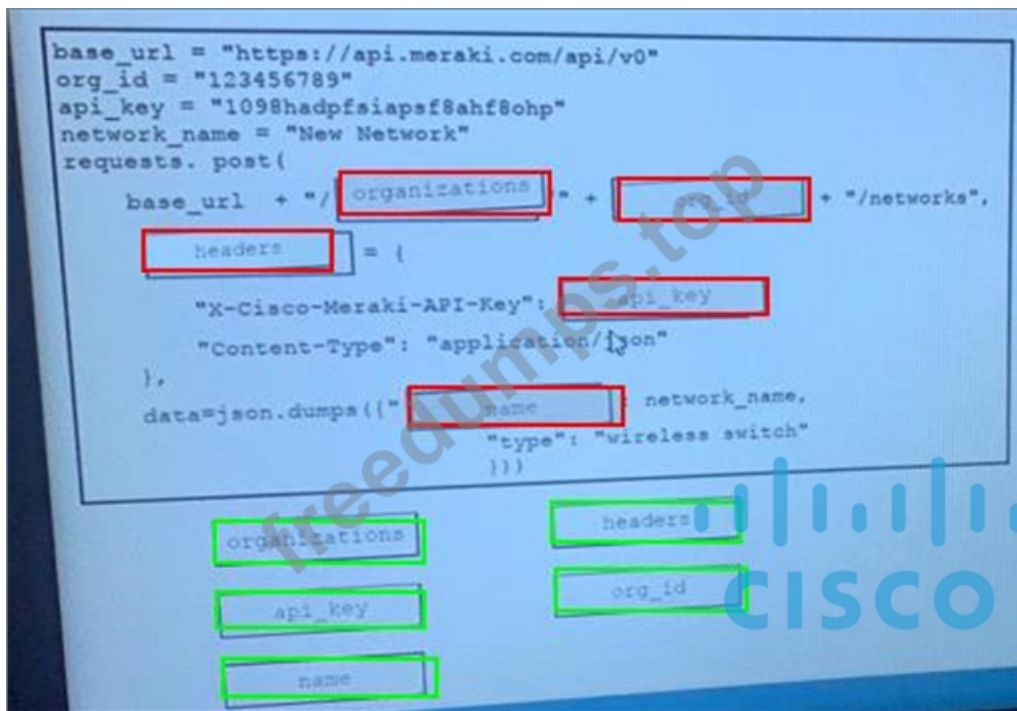 base_url = "https://api.meraki.com/api/v0"
org_id = "123456789"
api_key = "1098hadpfsiapsf8ahf8ohp"
network_name = "New Network"
requests. post(
base_url + "/ organizations /" + org_id + "/networks",
headers = {
"X-Cisco-Meraki-API-Key": api_key
"Content-Type": "application/json"
},
data=json.dumps({" name : network_name,
"type": "wireless switch"
}))
organizations headers
api_key org_id
name
freedumps.top
CISCO